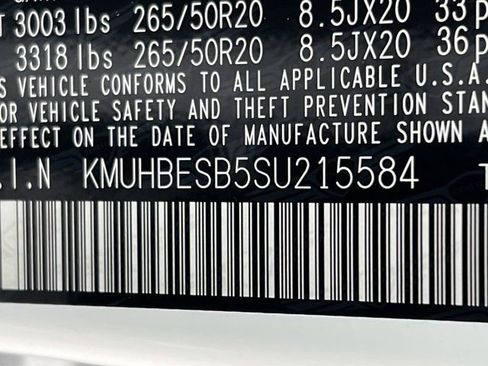 T 3003 lbs 265/50R20 8.5JX20 33 p
3318 lbs 265/50R20 8.5JX20 36 p
S VEHICLE CONFORMS TO ALL APPLICABLE U.S.A.
OR VEHICLE SAFETY AND THEFT PREVENTION STAN
EFFECT ON THE DATE OF MANUFACTURE SHOWN A
.I.N KMUHBESB5SU215584 T